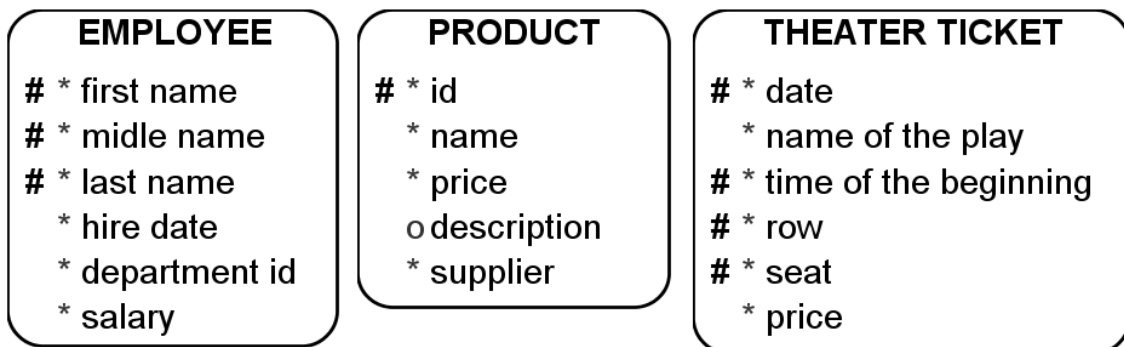 EMPLOYEE
# * first name
# * midle name
# * last name
* hire date
* department id
* salary
PRODUCT
# * id
* name
* price
o description
* supplier
THEATER TICKET
# * date
* name of the play
# * time of the beginning
# * row
# * seat
* price